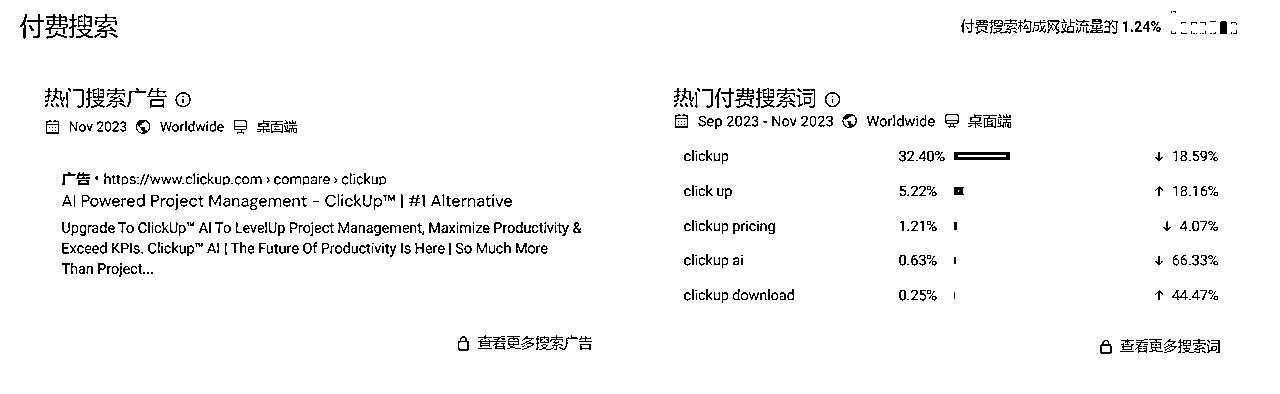 付费搜索
付费搜索构成网站流量的 1.24%
热门搜索广告
Nov 2023 Worldwide 桌面端
广告 • https://www.clickup.com › compare › clickup
AI Powered Project Management - ClickUp™ | #1 Alternative
Upgrade To ClickUp™ AI To LevelUp Project Management, Maximize Productivity &
Exceed KPIs. Clickup™ AI | The Future Of Productivity Is Here | So Much More
Than Project...
查看更多搜索广告
热门付费搜索词
Sep 2023 - Nov 2023 Worldwide 桌面端
clickup 32.40% ↓ 18.59%
click up 5.22% ↑ 18.16%
clickup pricing 1.21% ↓ 4.07%
clickup ai 0.63% ↓ 66.33%
clickup download 0.25% ↑ 44.47%
查看更多搜索词